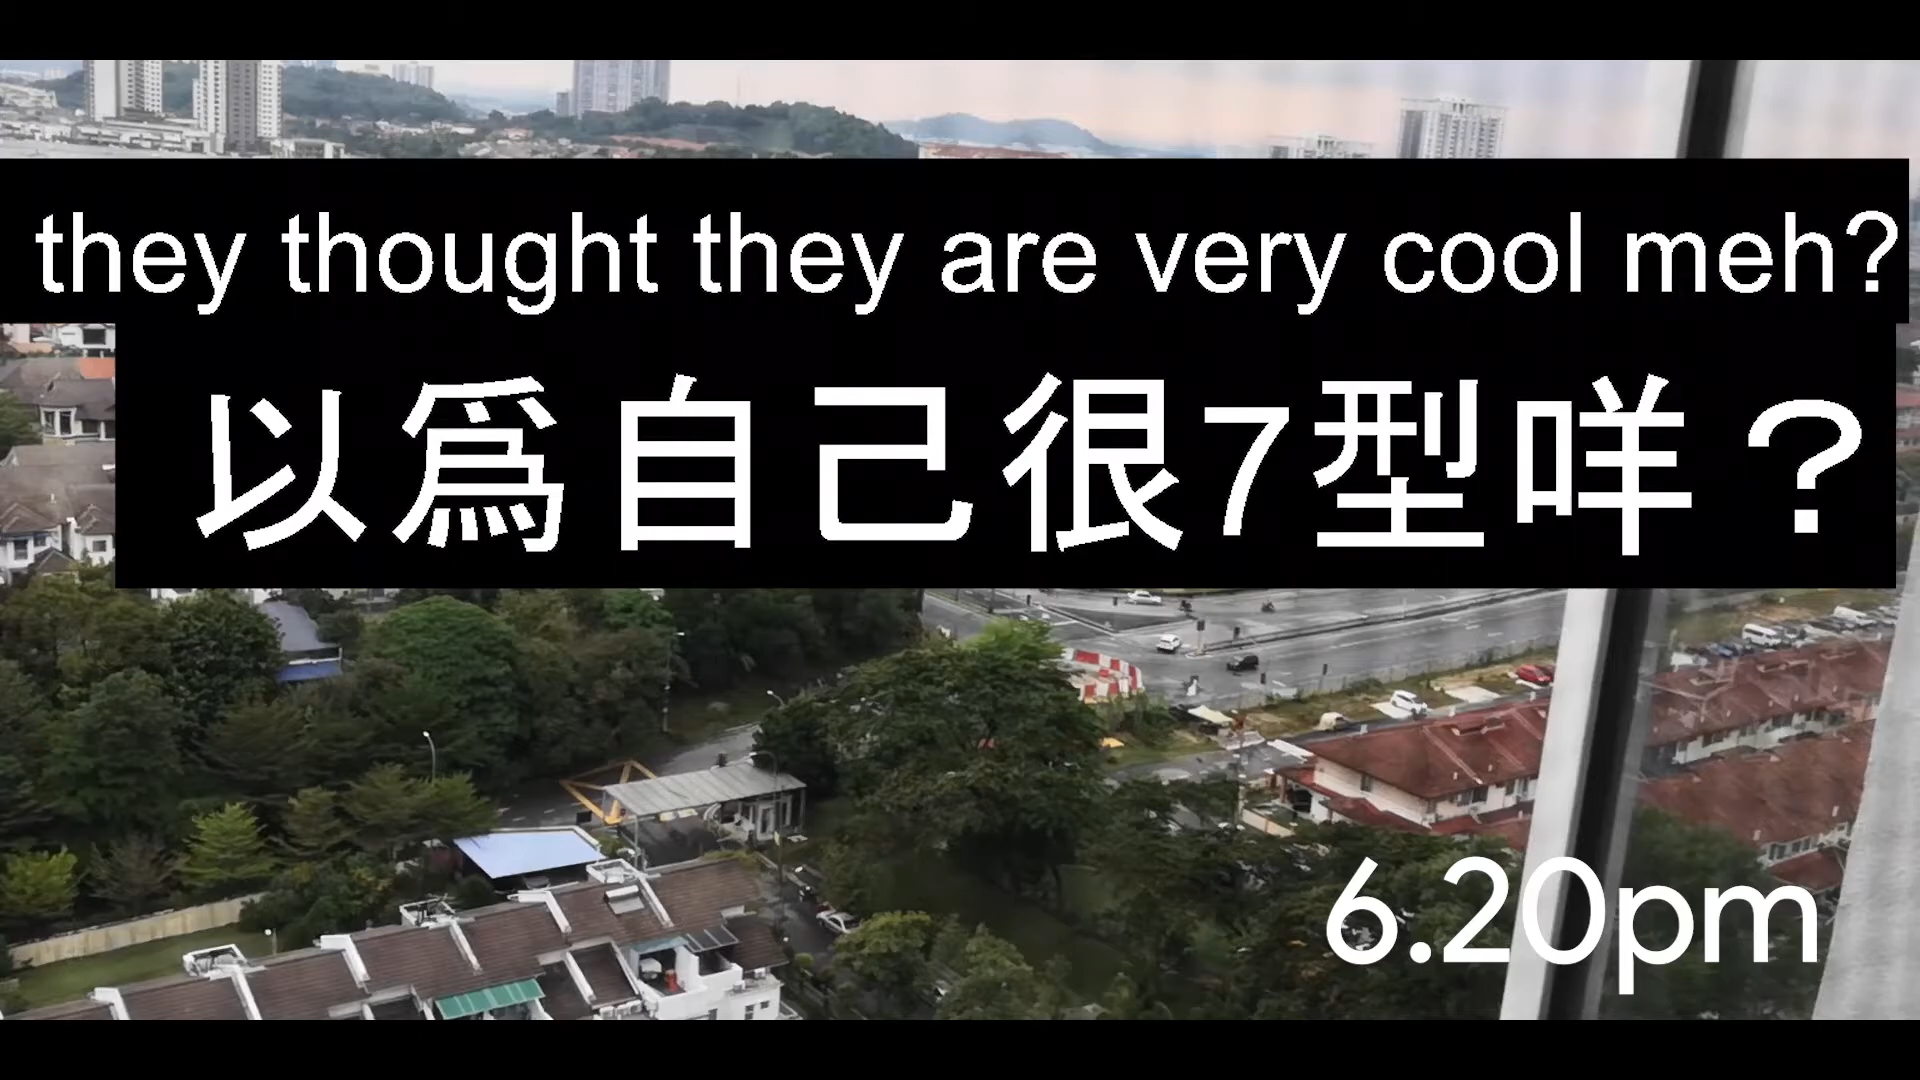 they thought they are very cool meh?
以爲自己很7型咩？
6.20pm